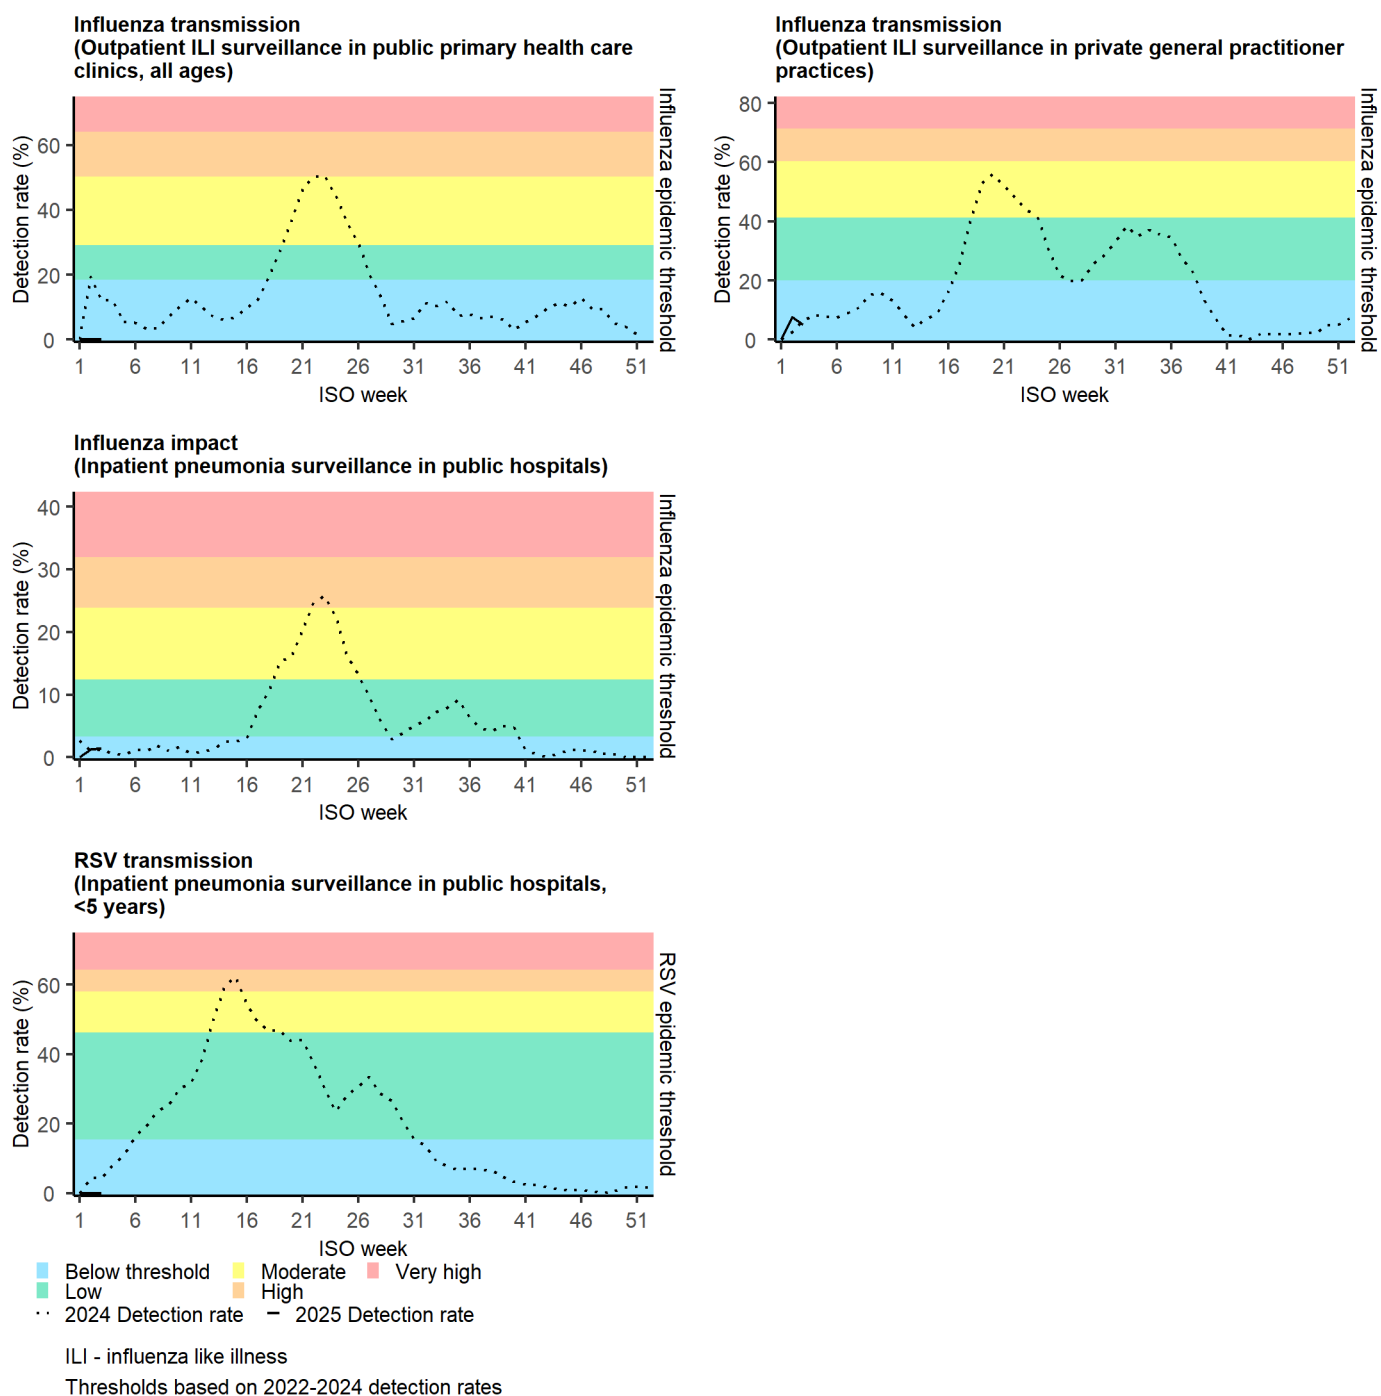 Influenza transmission
(Outpatient ILI surveillance in public primary health care
clinics, all ages)
Detection rate (%)
60
40
20
0
1 6 11 16 21 26 31 36 41 46 51
ISO week
Influenza epidemic threshold
Influenza transmission
(Outpatient ILI surveillance in private general practitioner
practices)
Detection rate (%)
80
60
40
20
0
1 6 11 16 21 26 31 36 41 46 51
ISO week
Influenza epidemic threshold
Influenza impact
(Inpatient pneumonia surveillance in public hospitals)
Detection rate (%)
40
30
20
10
0
1 6 11 16 21 26 31 36 41 46 51
ISO week
Influenza epidemic threshold
RSV transmission
(Inpatient pneumonia surveillance in public hospitals,
<5 years)
Detection rate (%)
60
40
20
0
1 6 11 16 21 26 31 36 41 46 51
ISO week
RSV epidemic threshold
Below threshold Moderate Very high
Low High
2024 Detection rate 2025 Detection rate
ILI - influenza like illness
Thresholds based on 2022-2024 detection rates